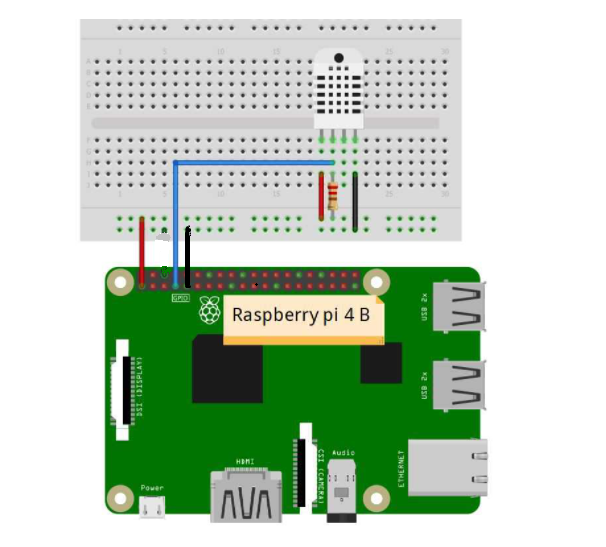 GPIO
Raspberry pi 4 B
USB 2x
DSI (DISPLAY)
USB 2x
HDMI
CSI (CAMERA)
Audio
ETHERNET
Power